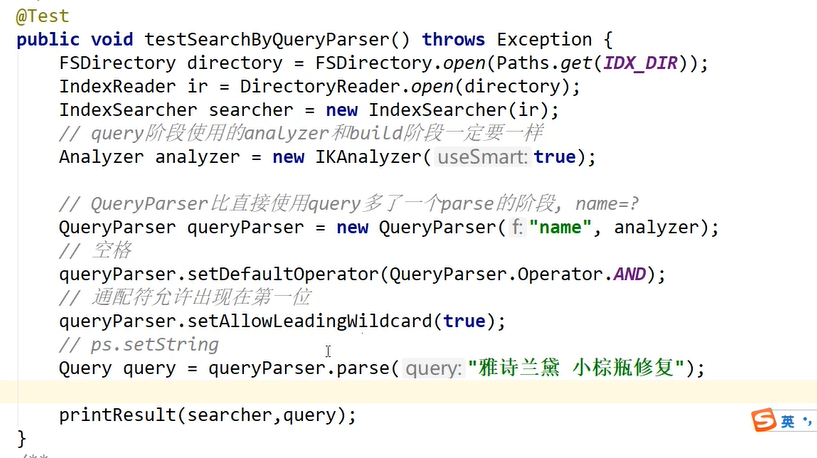 @Test
public void testSearchByQueryParser() throws Exception {
FSDirectory directory = FSDirectory.open(Paths.get(IDX_DIR));
IndexReader ir = DirectoryReader.open(directory);
IndexSearcher searcher = new IndexSearcher(ir);
// query阶段使用的analyzer和build阶段一定要一样
Analyzer analyzer = new IKAnalyzer( useSmart: true);
// QueryParser比直接使用query多了一个parse的阶段, name=?
QueryParser queryParser = new QueryParser( f: "name", analyzer);
// 空格
queryParser.setDefaultOperator(QueryParser.Operator.AND);
// 通配符允许出现在第一位
queryParser.setAllowLeadingWildcard(true);
// ps.setString
Query query = queryParser.parse( query: "雅诗兰黛 小棕瓶修复");
printResult(searcher,query);
英
}